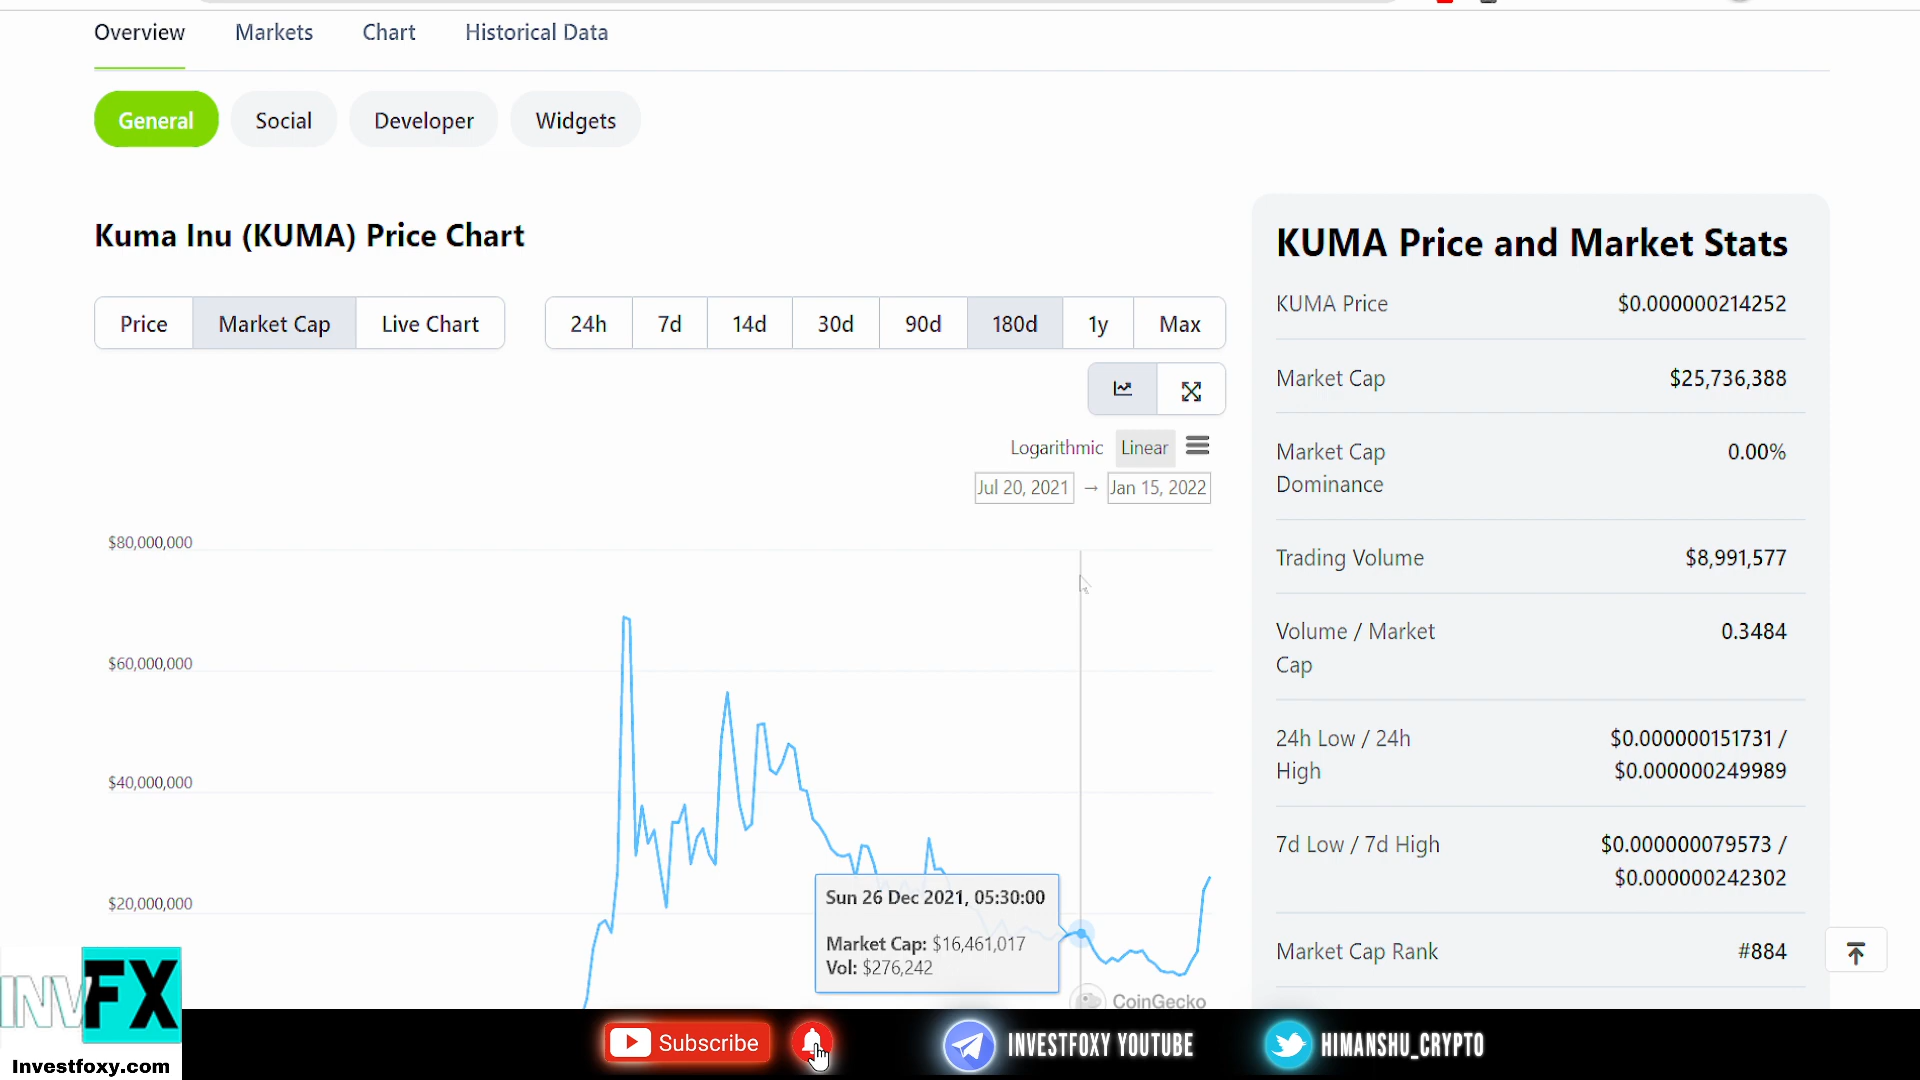 Overview Markets Chart Historical Data
General Social Developer Widgets
Kuma Inu (KUMA) Price Chart
Price Market Cap Live Chart 24h 7d 14d 30d 90d 180d 1y Max
Logarithmic Linear
Jul 20, 2021 → Jan 15, 2022
$80,000,000
$60,000,000
$40,000,000
$20,000,000
Sun 26 Dec 2021, 05:30:00
Market Cap: $16,461,017
Vol: $276,242
CoinGecko
KUMA Price and Market Stats
KUMA Price $0.000000214252
Market Cap $25,736,388
Market Cap 0.00%
Dominance
Trading Volume $8,991,577
Volume / Market 0.3484
Cap
24h Low / 24h $0.000000151731 /
High $0.000000249989
7d Low / 7d High $0.000000079573 /
$0.000000242302
Market Cap Rank #884
INVFX
Investfoxy.com
Subscribe
INVESTFOXY YOUTUBE
HIMANSHU_CRYPTO